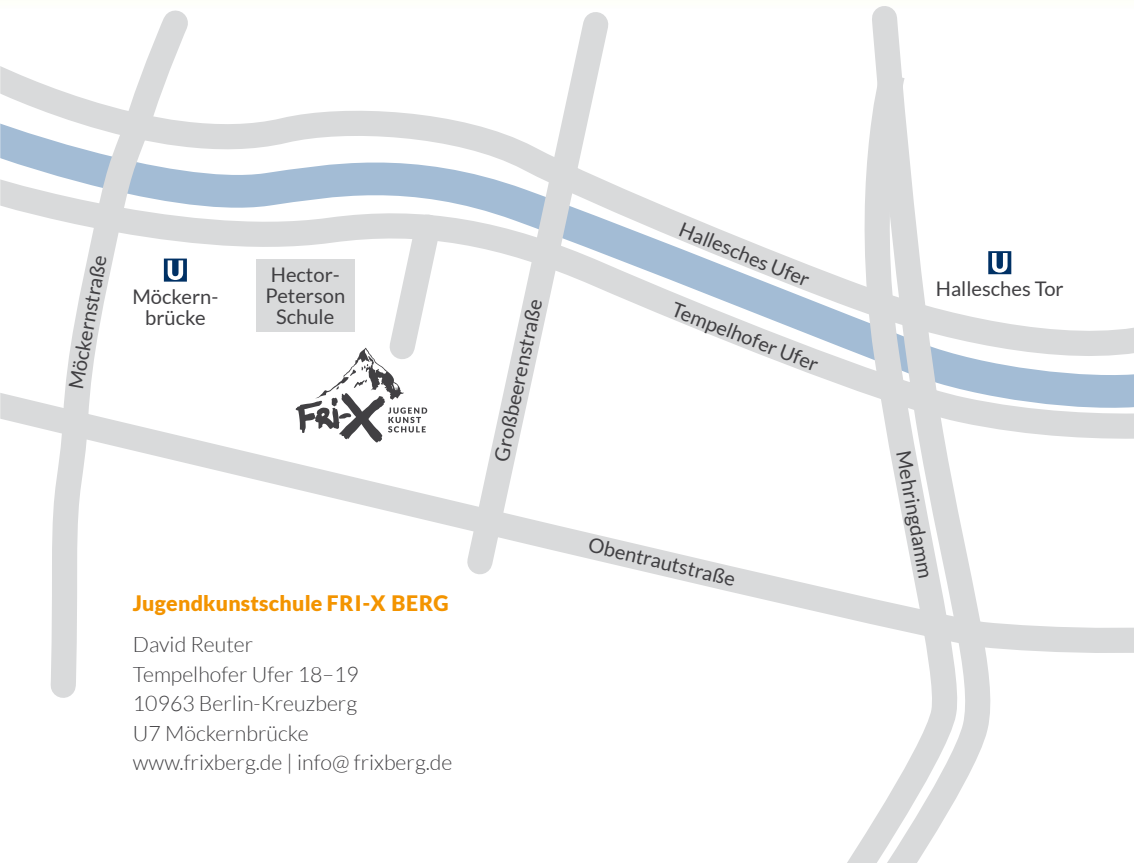 Hallesches Ufer
Tempelhofer Ufer
Möckernstraße
U
Möckern-
brücke
Hector-
Peterson
Schule
U
Hallesches Tor
Großbeerenstraße
FRi-X
JUGEND
KUNST
SCHULE
Mehringdamm
Obentrautstraße
Jugendkunstschule FRI-X BERG
David Reuter
Tempelhofer Ufer 18–19
10963 Berlin-Kreuzberg
U7 Möckernbrücke
www.frixberg.de | info@ frixberg.de